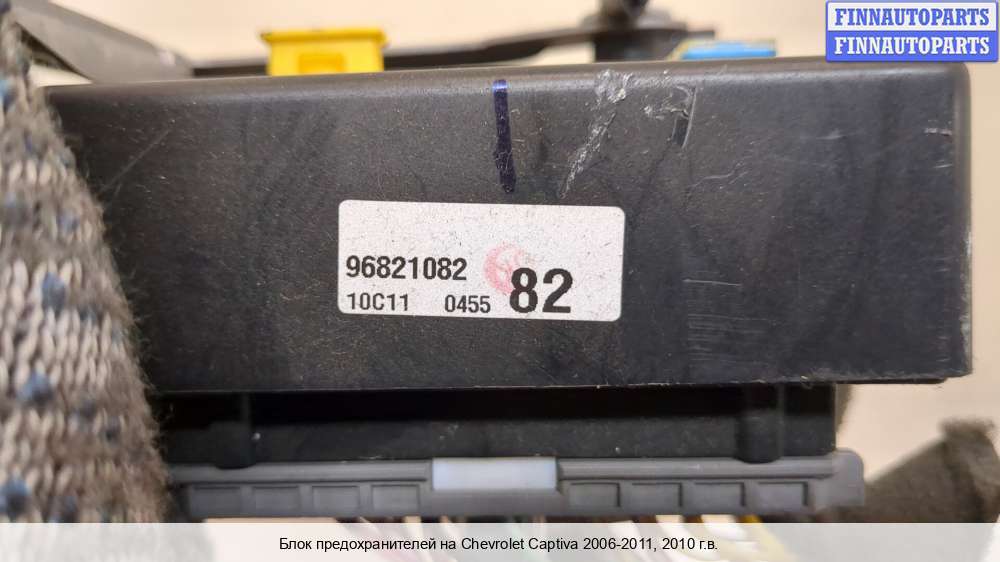 FINNAUTOPARTS
FINNAUTOPARTS
96821082
10C11 0455 82
Блок предохранителей на Chevrolet Captiva 2006-2011, 2010 г.в.